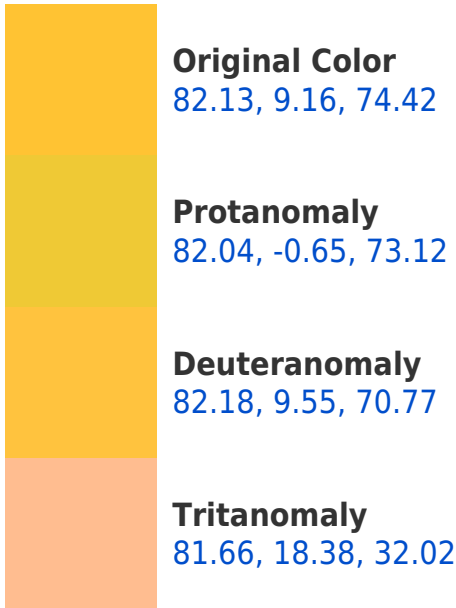 Original Color
82.13, 9.16, 74.42
Protanomaly
82.04, -0.65, 73.12
Deuteranomaly
82.18, 9.55, 70.77
Tritanomaly
81.66, 18.38, 32.02